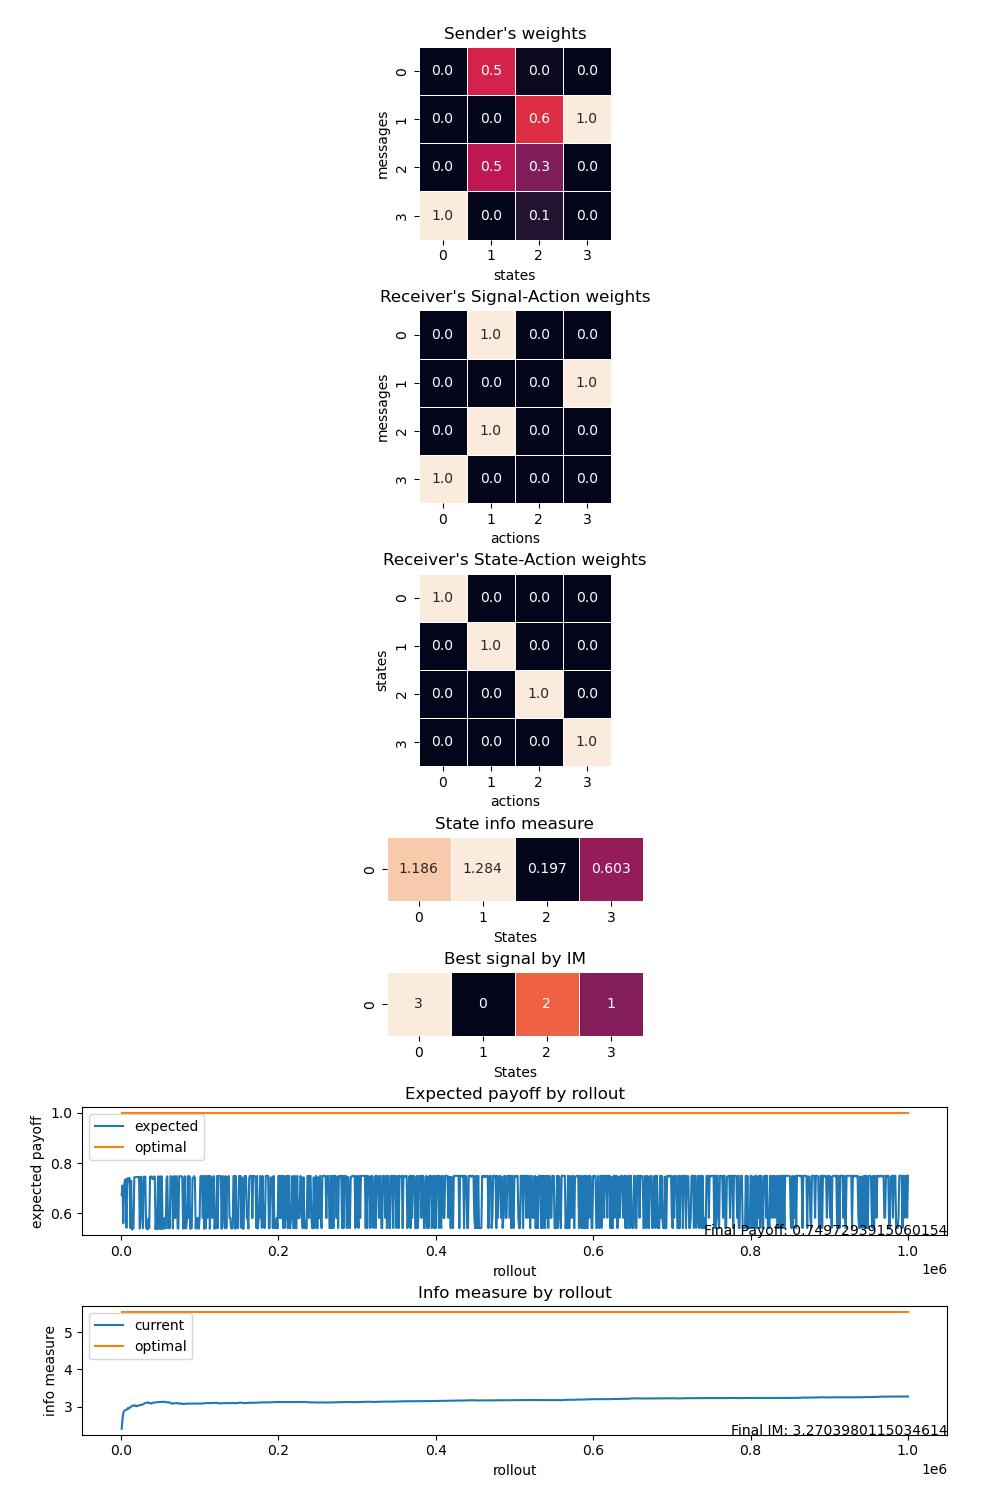 Sender's weights
0 0.0 0.5 0.0 0.0
1 0.0 0.0 0.6 1.0
2 0.0 0.5 0.3 0.0
3 1.0 0.0 0.1 0.0
messages
0 1 2 3
states
Receiver's Signal-Action weights
0 0.0 1.0 0.0 0.0
1 0.0 0.0 0.0 1.0
2 0.0 1.0 0.0 0.0
3 1.0 0.0 0.0 0.0
messages
0 1 2 3
actions
Receiver's State-Action weights
0 1.0 0.0 0.0 0.0
1 0.0 1.0 0.0 0.0
2 0.0 0.0 1.0 0.0
3 0.0 0.0 0.0 1.0
states
0 1 2 3
actions
State info measure
0 1.186 1.284 0.197 0.603
0 1 2 3
States
Best signal by IM
0 3 0 2 1
0 1 2 3
States
Expected payoff by rollout
expected payoff
1.0
0.8
0.6
expected
optimal
Final Payoff: 0.7497293915060154
0.0 0.2 0.4 0.6 0.8 1.0
1e6
rollout
Info measure by rollout
info measure
5
4
3
current
optimal
Final IM: 3.2703980115034614
0.0 0.2 0.4 0.6 0.8 1.0
1e6
rollout